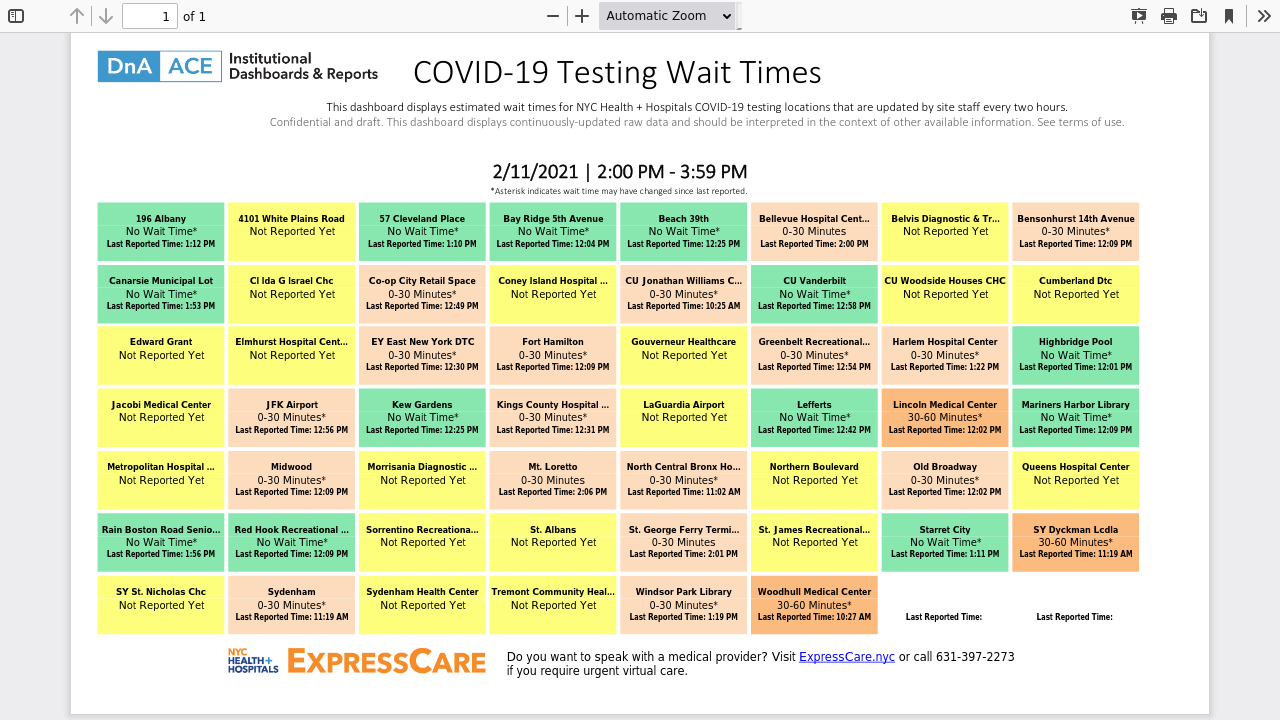 1 of 1
Automatic Zoom
DnA ACE Institutional
Dashboards & Reports
COVID-19 Testing Wait Times
This dashboard displays estimated wait times for NYC Health + Hospitals COVID-19 testing locations that are updated by site staff every two hours.
Confidential and draft. This dashboard displays continuously-updated raw data and should be interpreted in the context of other available information. See terms of use.
2/11/2021 | 2:00 PM - 3:59 PM
*Asterisk indicates wait time may have changed since last reported.
196 Albany
No Wait Time*
Last Reported Time: 1:12 PM
4101 White Plains Road
Not Reported Yet
57 Cleveland Place
No Wait Time*
Last Reported Time: 1:10 PM
Bay Ridge 5th Avenue
No Wait Time*
Last Reported Time: 12:04 PM
Beach 39th
No Wait Time*
Last Reported Time: 12:25 PM
Bellevue Hospital Cent...
0-30 Minutes
Last Reported Time: 2:00 PM
Belvis Diagnostic & Tr...
Not Reported Yet
Bensonhurst 14th Avenue
0-30 Minutes*
Last Reported Time: 12:09 PM
Canarsie Municipal Lot
No Wait Time*
Last Reported Time: 1:53 PM
Cl Ida G Israel Chc
Not Reported Yet
Co-op City Retail Space
0-30 Minutes*
Last Reported Time: 12:49 PM
Coney Island Hospital ...
Not Reported Yet
CU Jonathan Williams C...
0-30 Minutes*
Last Reported Time: 10:25 AM
CU Vanderbilt
No Wait Time*
Last Reported Time: 12:58 PM
CU Woodside Houses CHC
Not Reported Yet
Cumberland Dtc
Not Reported Yet
Edward Grant
Not Reported Yet
Elmhurst Hospital Cent...
Not Reported Yet
EY East New York DTC
0-30 Minutes*
Last Reported Time: 12:30 PM
Fort Hamilton
0-30 Minutes*
Last Reported Time: 12:09 PM
Gouverneur Healthcare
Not Reported Yet
Greenbelt Recreational...
0-30 Minutes*
Last Reported Time: 12:54 PM
Harlem Hospital Center
0-30 Minutes*
Last Reported Time: 1:22 PM
Highbridge Pool
No Wait Time*
Last Reported Time: 12:01 PM
Jacobi Medical Center
Not Reported Yet
JFK Airport
0-30 Minutes*
Last Reported Time: 12:56 PM
Kew Gardens
No Wait Time*
Last Reported Time: 12:25 PM
Kings County Hospital ...
0-30 Minutes*
Last Reported Time: 12:31 PM
LaGuardia Airport
Not Reported Yet
Lefferts
No Wait Time*
Last Reported Time: 12:42 PM
Lincoln Medical Center
30-60 Minutes*
Last Reported Time: 12:02 PM
Mariners Harbor Library
No Wait Time*
Last Reported Time: 12:09 PM
Metropolitan Hospital ...
Not Reported Yet
Midwood
0-30 Minutes*
Last Reported Time: 12:09 PM
Morrisania Diagnostic ...
Not Reported Yet
Mt. Loretto
0-30 Minutes
Last Reported Time: 2:06 PM
North Central Bronx Ho...
0-30 Minutes*
Last Reported Time: 11:02 AM
Northern Boulevard
Not Reported Yet
Old Broadway
0-30 Minutes*
Last Reported Time: 12:02 PM
Queens Hospital Center
Not Reported Yet
Rain Boston Road Senio...
No Wait Time*
Last Reported Time: 1:56 PM
Red Hook Recreational ...
No Wait Time*
Last Reported Time: 12:09 PM
Sorrentino Recreationa...
Not Reported Yet
St. Albans
Not Reported Yet
St. George Ferry Termi...
0-30 Minutes
Last Reported Time: 2:01 PM
St. James Recreational...
Not Reported Yet
Starret City
No Wait Time*
Last Reported Time: 1:11 PM
SY Dyckman Lcdla
30-60 Minutes*
Last Reported Time: 11:19 AM
SY St. Nicholas Chc
Not Reported Yet
Sydenham
0-30 Minutes*
Last Reported Time: 11:19 AM
Sydenham Health Center
Not Reported Yet
Tremont Community Heal...
Not Reported Yet
Windsor Park Library
0-30 Minutes*
Last Reported Time: 1:19 PM
Woodhull Medical Center
30-60 Minutes*
Last Reported Time: 10:27 AM
Last Reported Time:
Last Reported Time:
NYC
HEALTH+
HOSPITALS
EXPRESSCARE
Do you want to speak with a medical provider? Visit ExpressCare.nyc or call 631-397-2273
if you require urgent virtual care.